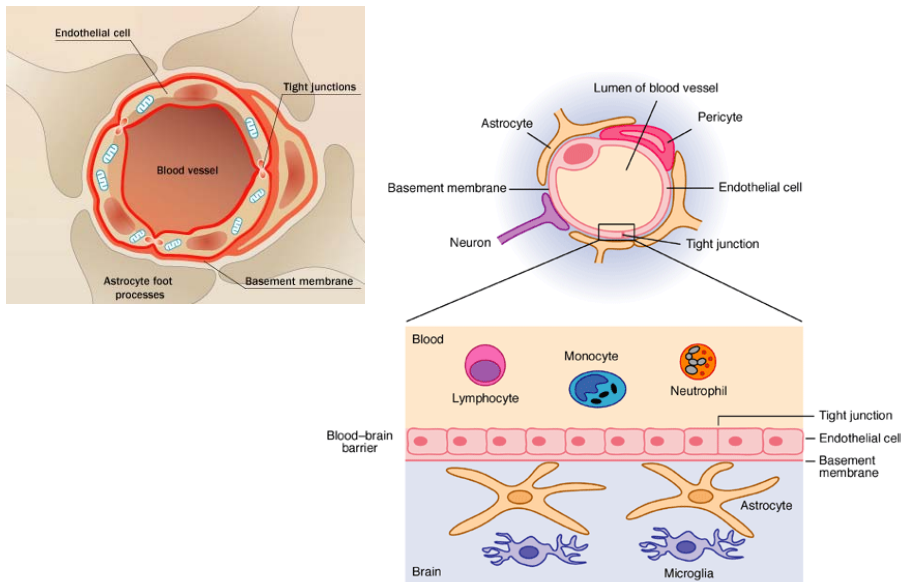 Endothelial cell
Tight junctions
Blood vessel
Astrocyte foot
processes
Basement membrane
Lumen of blood vessel
Astrocyte
Pericyte
Basement membrane
Endothelial cell
Neuron
Tight junction
Blood
Monocyte
Lymphocyte
Neutrophil
Tight junction
Blood–brain
barrier
Endothelial cell
Basement
membrane
Astrocyte
Brain
Microglia